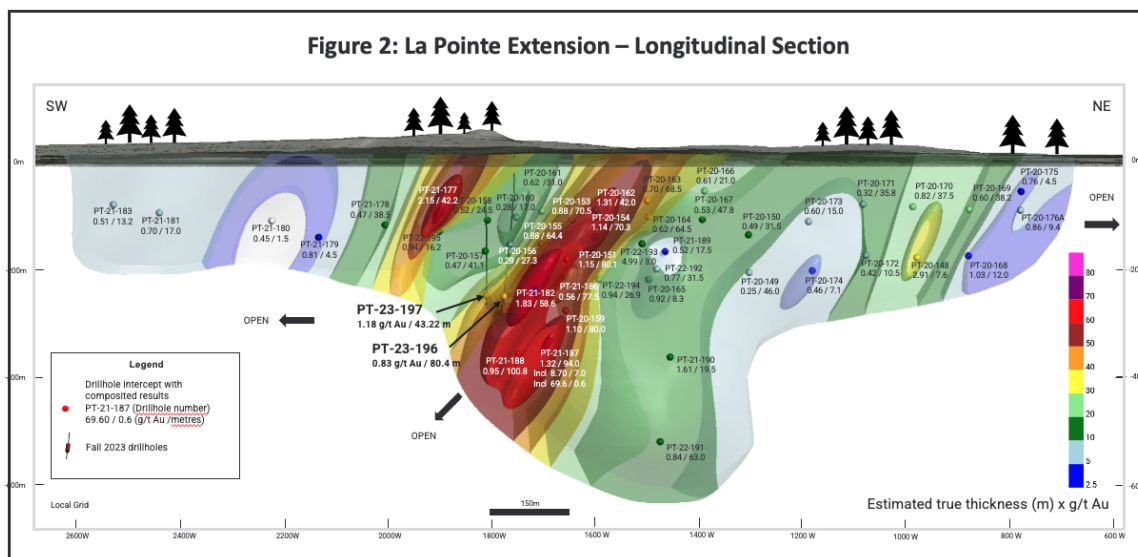 Figure 2: La Pointe Extension – Longitudinal Section
SW
NE
0m
PT-21-183
0.51 / 13.2
PT-21-181
0.70 / 17.0
PT-21-180
0.45 / 1.5
PT-21-179
0.81 / 4.5
PT-21-178
0.47 / 38.5
PT-21-177
2.15 / 42.2
PT-22-195
0.94 / 16.2
PT-20-158
0.52 / 24.5
PT-20-157
0.47 / 41.1
PT-20-161
0.62 / 31.0
PT-20-160
0.28 / 17.0
PT-20-153
0.88 / 70.5
PT-20-155
0.88 / 64.4
PT-20-156
0.29 / 27.3
PT-21-182
1.83 / 58.6
PT-20-162
1.31 / 42.0
PT-20-154
1.14 / 70.3
PT-20-151
1.15 / 80.1
PT-21-186
0.56 / 77.5
PT-20-159
1.10 / 80.0
PT-21-188
0.95 / 100.8
PT-21-187
1.32 / 94.0
Incl 8.70 / 7.0
Incl 69.6 / 0.6
PT-20-163
0.70 / 68.5
PT-20-164
0.62 / 64.5
PT-20-166
0.61 / 21.0
PT-20-167
0.53 / 47.8
PT-21-189
0.52 / 17.5
PT-22-193
4.99 / 3.0
PT-22-192
0.77 / 31.5
PT-22-194
0.94 / 26.9
PT-20-165
0.92 / 8.3
PT-21-190
1.61 / 19.5
PT-22-191
0.84 / 63.0
PT-20-150
0.49 / 31.5
PT-20-149
0.25 / 46.0
PT-20-173
0.60 / 15.0
PT-20-174
0.46 / 7.1
PT-20-171
0.32 / 35.8
PT-20-172
0.42 / 10.5
PT-20-170
0.82 / 37.5
PT-20-148
2.91 / 7.6
PT-20-169
0.60 / 38.2
PT-20-168
1.03 / 12.0
PT-20-175
0.76 / 4.5
PT-20-176A
0.86 / 9.4
OPEN
OPEN
OPEN
PT-23-197
1.18 g/t Au / 43.22 m
PT-23-196
0.83 g/t Au / 80.4 m
Legend
Drillhole intercept with
composited results
PT-21-187 (Drillhole number)
69.60 / 0.6 (g/t Au /metres)
Fall 2023 drillholes
Local Grid
150m
80
70
60
50
40
30
20
10
5
2.5
Estimated true thickness (m) x g/t Au
2600W
2400 W
2200 W
2000 W
1800 W
1600 W
1400 W
1200 W
1000 W
800 W
600 W